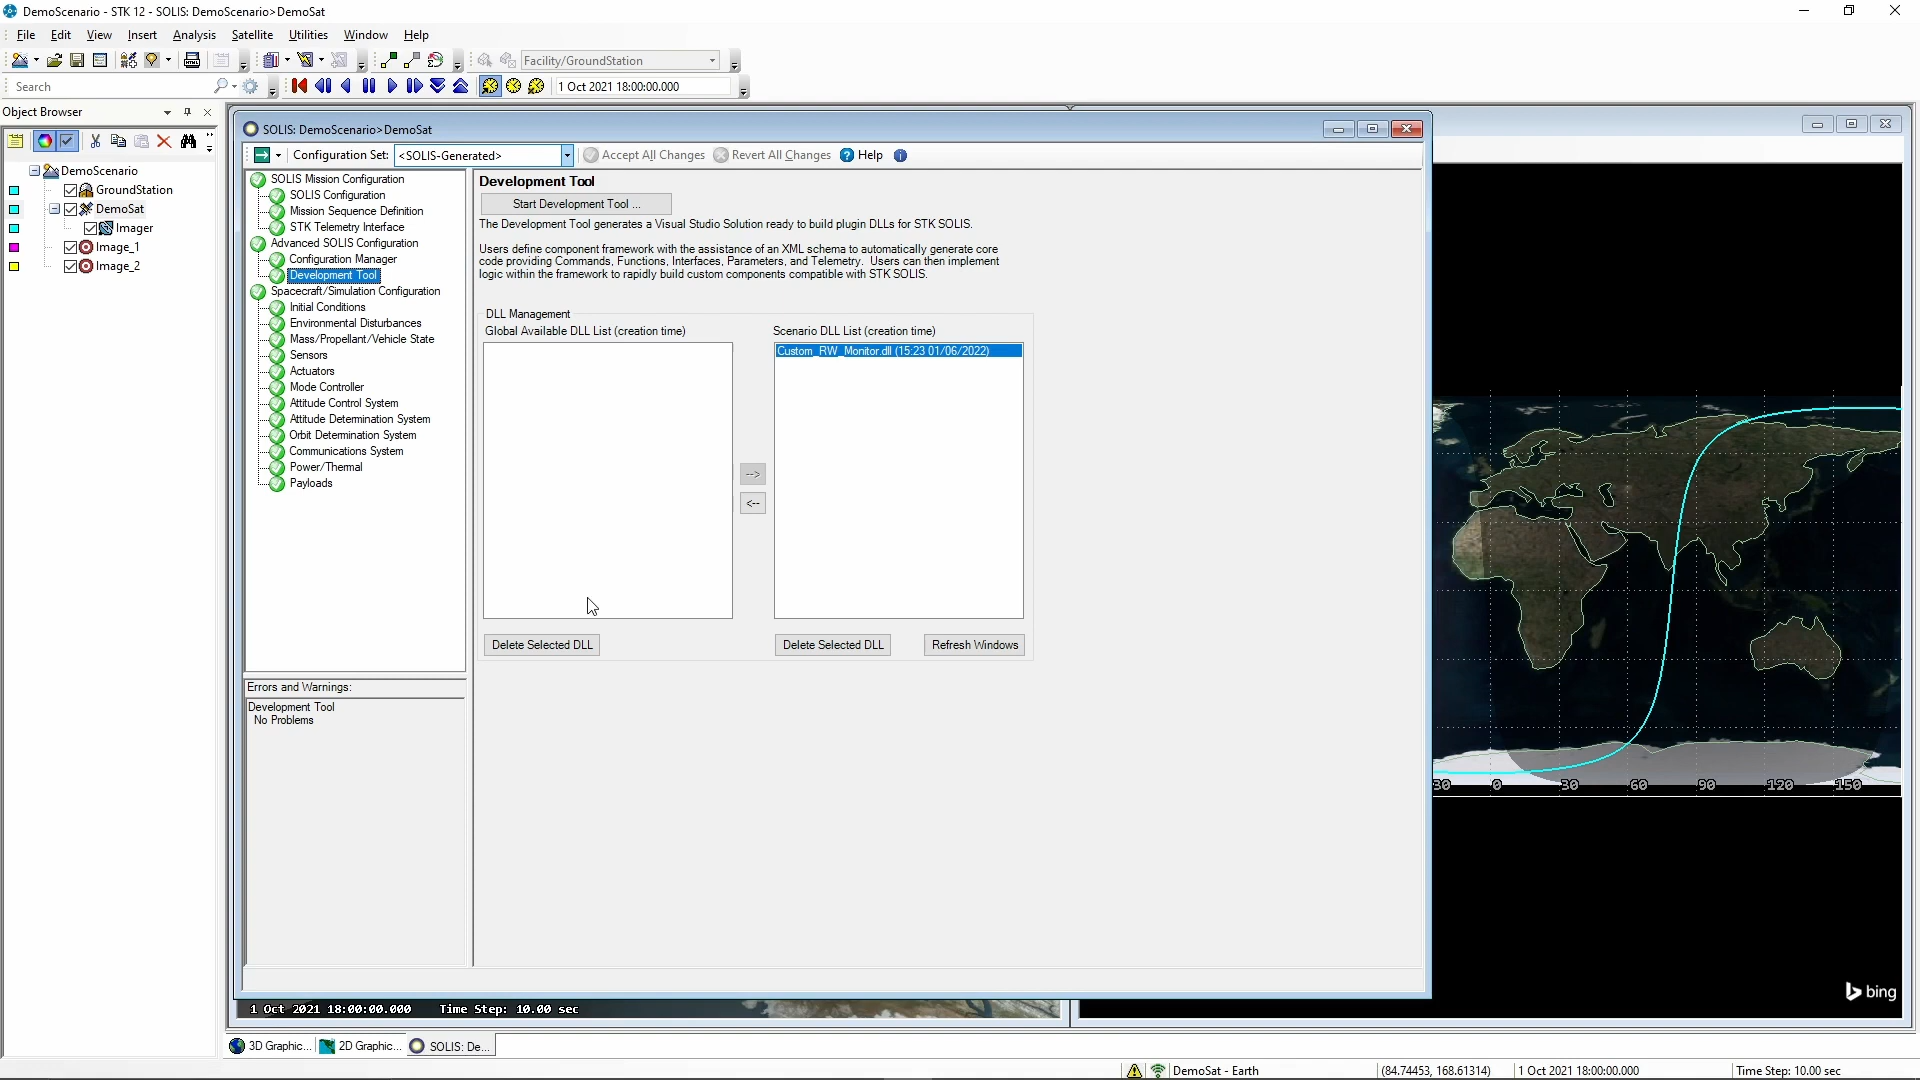 DemoScenario - STK 12 - SOLIS: DemoScenario>DemoSat
File Edit View Insert Analysis Satellite Utilities Window Help
Facility/GroundStation
Search
1 Oct 2021 18:00:00.000
Object Browser
DemoScenario
GroundStation
DemoSat
Imager
Image_1
Image_2
SOLIS: DemoScenario>DemoSat
Configuration Set: <SOLIS-Generated> Accept All Changes Revert All Changes Help
SOLIS Mission Configuration
SOLIS Configuration
Mission Sequence Definition
STK Telemetry Interface
Advanced SOLIS Configuration
Configuration Manager
Development Tool
Spacecraft/Simulation Configuration
Initial Conditions
Environmental Disturbances
Mass/Propellant/Vehicle State
Sensors
Actuators
Mode Controller
Attitude Control System
Attitude Determination System
Orbit Determination System
Communications System
Power/Thermal
Payloads
Errors and Warnings:
Development Tool
No Problems
Development Tool
Start Development Tool ...
The Development Tool generates a Visual Studio Solution ready to build plugin DLLs for STK SOLIS.
Users define component framework with the assistance of an XML schema to automatically generate core
code providing Commands, Functions, Interfaces, Parameters, and Telemetry. Users can then implement
logic within the framework to rapidly build custom components compatible with STK SOLIS.
DLL Management
Global Available DLL List (creation time)
Scenario DLL List (creation time)
Custom_RW_Monitor.dll (15:23 01/06/2022)
-->
<--
Delete Selected DLL
Delete Selected DLL
Refresh Windows
30 0 30 60 90 120 150
bing
1 Oct 2021 18:00:00.000 Time Step: 10.00 sec
3D Graphic... 2D Graphic... SOLIS: De...
DemoSat - Earth (84.74453, 168.61314) 1 Oct 2021 18:00:00.000 Time Step: 10.00 sec